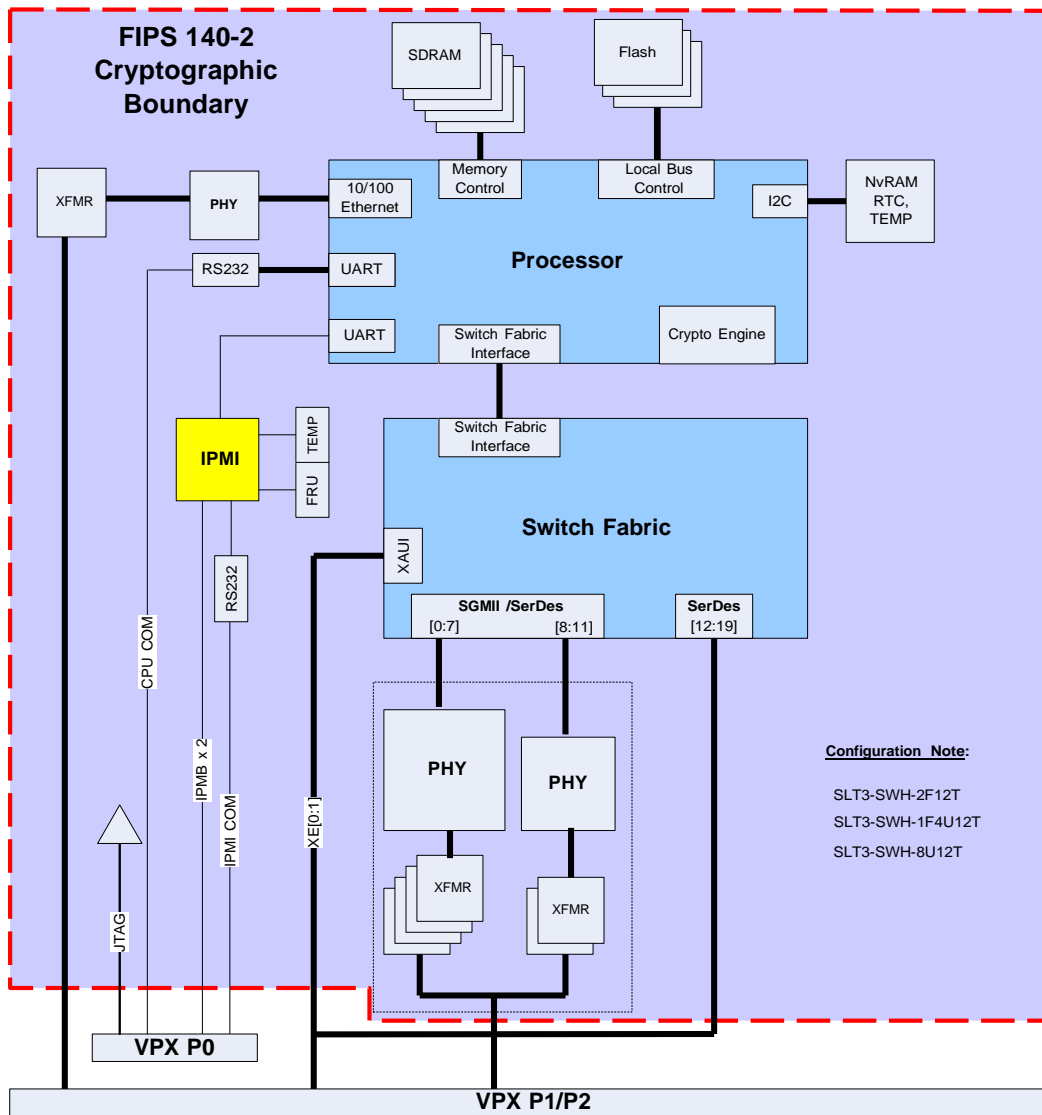 FIPS 140-2
Cryptographic
Boundary
SDRAM
Flash
Memory
Control
Local Bus
Control
XFMR
PHY
10/100
Ethernet
I2C
NvRAM
RTC,
TEMP
RS232
UART
Processor
UART
Switch Fabric
Interface
Crypto Engine
IPMI
TEMP
FRU
Switch Fabric
Interface
Switch Fabric
XAUI
RS232
SGMII /SerDes
[0:7]
[8:11]
SerDes
[12:19]
CPU COM
IPMB x 2
IPMI COM
XE[0:1]
JTAG
PHY
PHY
XFMR
XFMR
Configuration Note:
SLT3-SWH-2F12T
SLT3-SWH-1F4U12T
SLT3-SWH-8U12T
VPX P0
VPX P1/P2